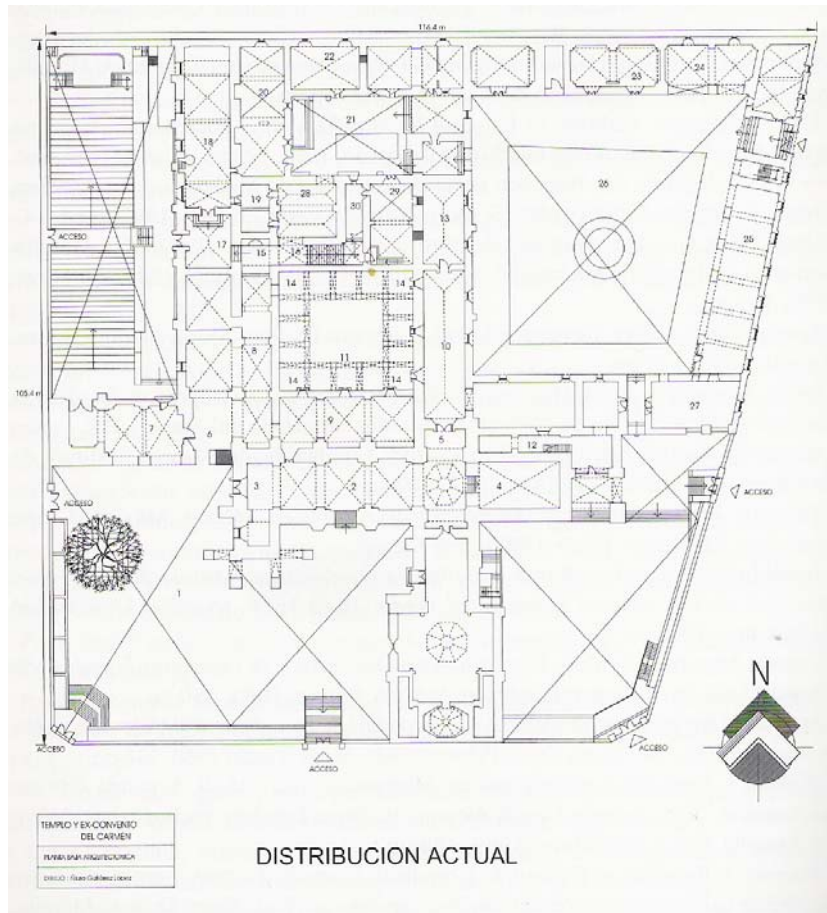 116.4 m
22
23
24
20
21
18
26
19
28
30
29
13
25
ACCESO
17
15
14
14
8
11
10
105.4 m
14
14
27
7
6
9
5
12
3
2
4
ACCESO
ACCESO
1
N
ACCESO
ACCESO
ACCESO
TEMPLO Y EX-CONVENTO
DEL CARMEN
PLANTA BAJA ARQUITECTONICA
DIBUJO :
DISTRIBUCION ACTUAL